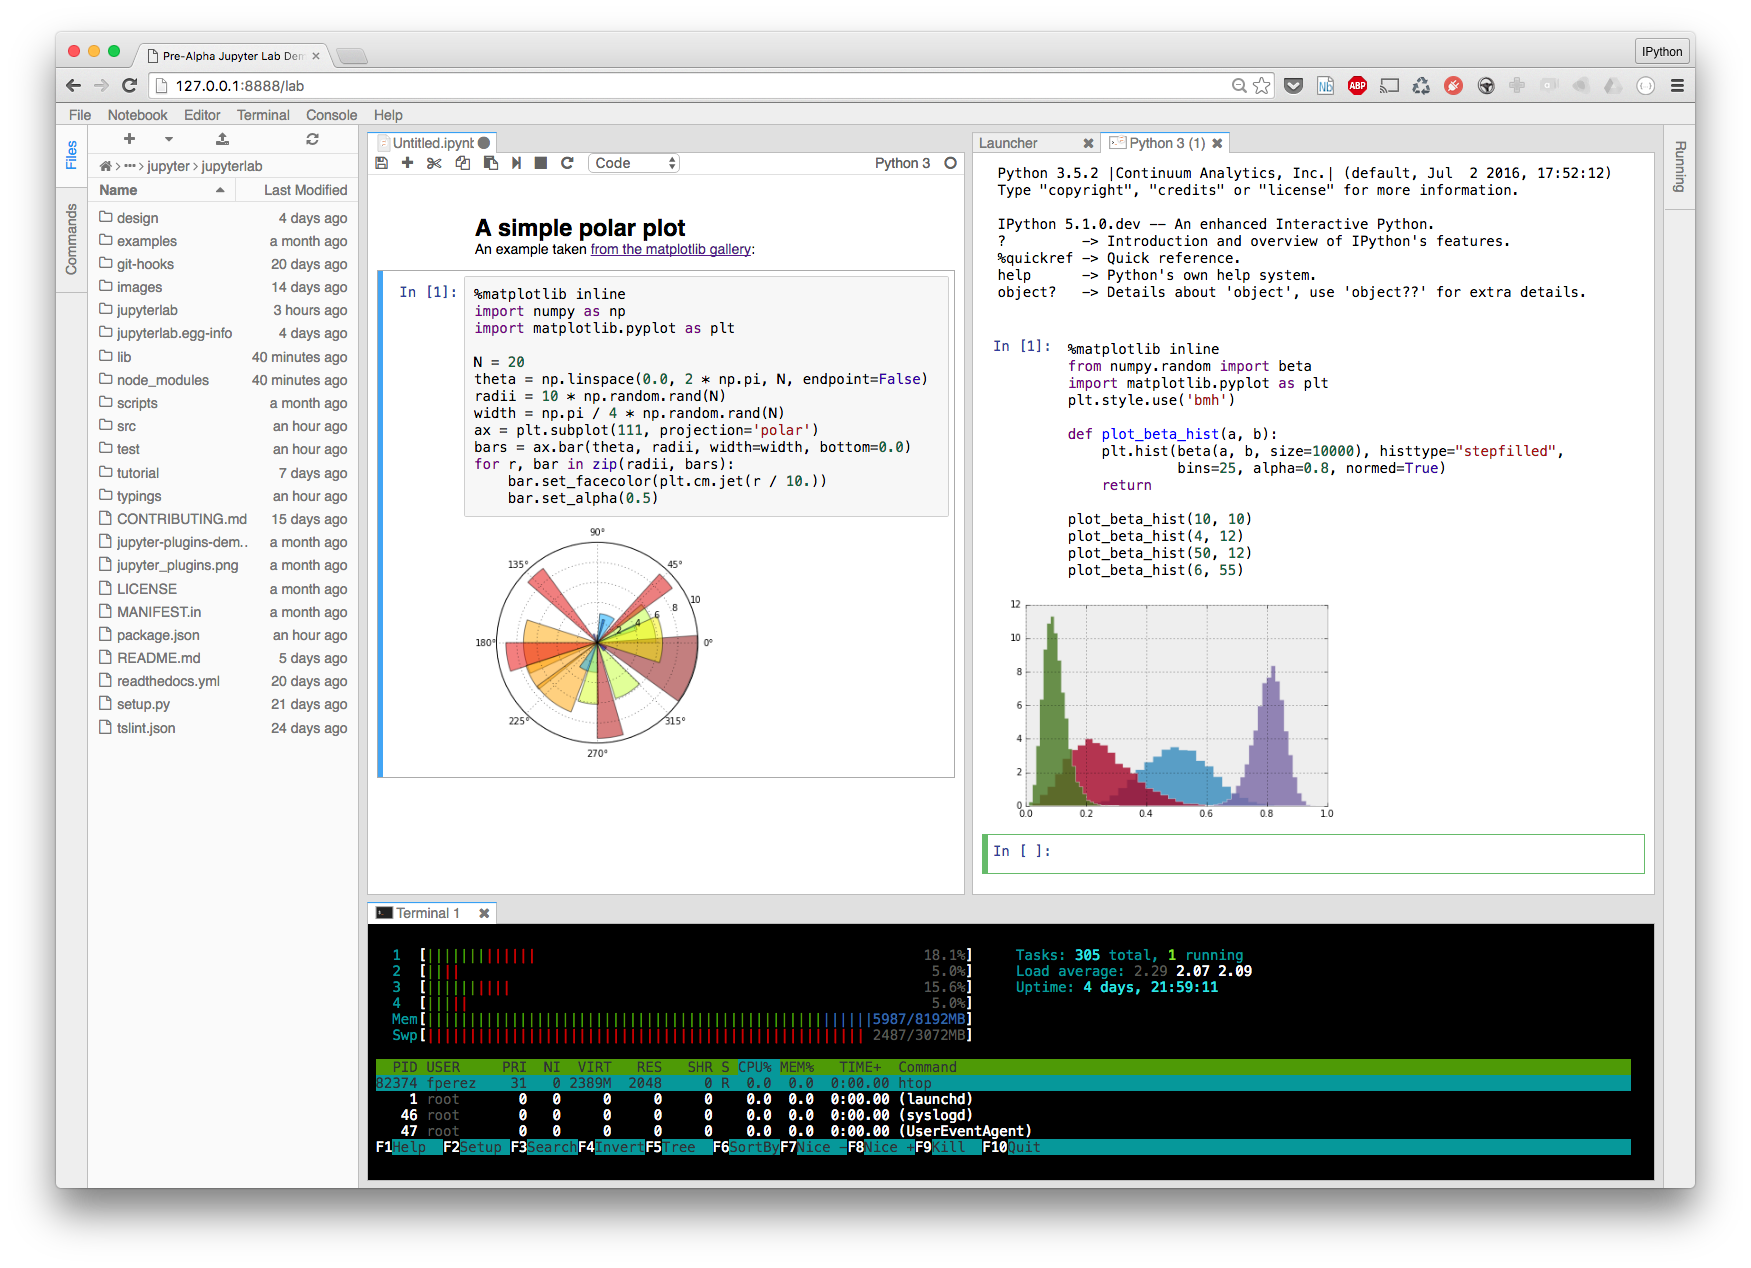 Pre-Alpha Jupyter Lab Dem
IPython
127.0.0.1:8888/lab
ABP
File Notebook Editor Terminal Console Help
Files
Commands
jupyter > jupyterlab
Name Last Modified
design 4 days ago
examples a month ago
git-hooks 20 days ago
images 14 days ago
jupyterlab 3 hours ago
jupyterlab.egg-info 4 days ago
lib 40 minutes ago
node_modules 40 minutes ago
scripts a month ago
src an hour ago
test an hour ago
tutorial 7 days ago
typings an hour ago
CONTRIBUTING.md 15 days ago
jupyter-plugins-dem.. a month ago
jupyter_plugins.png a month ago
LICENSE a month ago
MANIFEST.in a month ago
package.json an hour ago
README.md 5 days ago
readthedocs.yml 20 days ago
setup.py 21 days ago
tslint.json 24 days ago
Untitled.ipynb
Code Python 3
A simple polar plot
An example taken from the matplotlib gallery:
In [1]: %matplotlib inline
import numpy as np
import matplotlib.pyplot as plt
N = 20
theta = np.linspace(0.0, 2 * np.pi, N, endpoint=False)
radii = 10 * np.random.rand(N)
width = np.pi / 4 * np.random.rand(N)
ax = plt.subplot(111, projection='polar')
bars = ax.bar(theta, radii, width=width, bottom=0.0)
for r, bar in zip(radii, bars):
    bar.set_facecolor(plt.cm.jet(r / 10.))
    bar.set_alpha(0.5)
90°
135° 45°
10
8
6
4
2
180° 0°
225° 315°
270°
Launcher Python 3 (1)
Running
Python 3.5.2 |Continuum Analytics, Inc.| (default, Jul  2 2016, 17:52:12)
Type "copyright", "credits" or "license" for more information.
IPython 5.1.0.dev -- An enhanced Interactive Python.
?         -> Introduction and overview of IPython's features.
%quickref -> Quick reference.
help      -> Python's own help system.
object?   -> Details about 'object', use 'object??' for extra details.
In [1]: %matplotlib inline
from numpy.random import beta
import matplotlib.pyplot as plt
plt.style.use('bmh')
def plot_beta_hist(a, b):
    plt.hist(beta(a, b, size=10000), histtype="stepfilled",
             bins=25, alpha=0.8, normed=True)
    return
plot_beta_hist(10, 10)
plot_beta_hist(4, 12)
plot_beta_hist(50, 12)
plot_beta_hist(6, 55)
12
10
8
6
4
2
0
0.0 0.2 0.4 0.6 0.8 1.0
In [ ]:
Terminal 1
1 [ 18.1%] Tasks: 305 total, 1 running
2 [ 5.0%] Load average: 2.29 2.07 2.09
3 [ 15.6%] Uptime: 4 days, 21:59:11
4 [ 5.0%]
Mem[ 5987/8192MB]
Swp[ 2487/3072MB]
PID USER PRI NI VIRT RES SHR S CPU% MEM% TIME+ Command
82374 fperez 31 0 2389M 2048 0 R 0.0 0.0 0:00.00 htop
1 root 0 0 0 0 0 0.0 0.0 0:00.00 (launchd)
46 root 0 0 0 0 0 0.0 0.0 0:00.00 (syslogd)
47 root 0 0 0 0 0 0.0 0.0 0:00.00 (UserEventAgent)
F1Help F2Setup F3SearchF4InvertF5Tree F6SortByF7Nice -F8Nice +F9Kill F10Quit